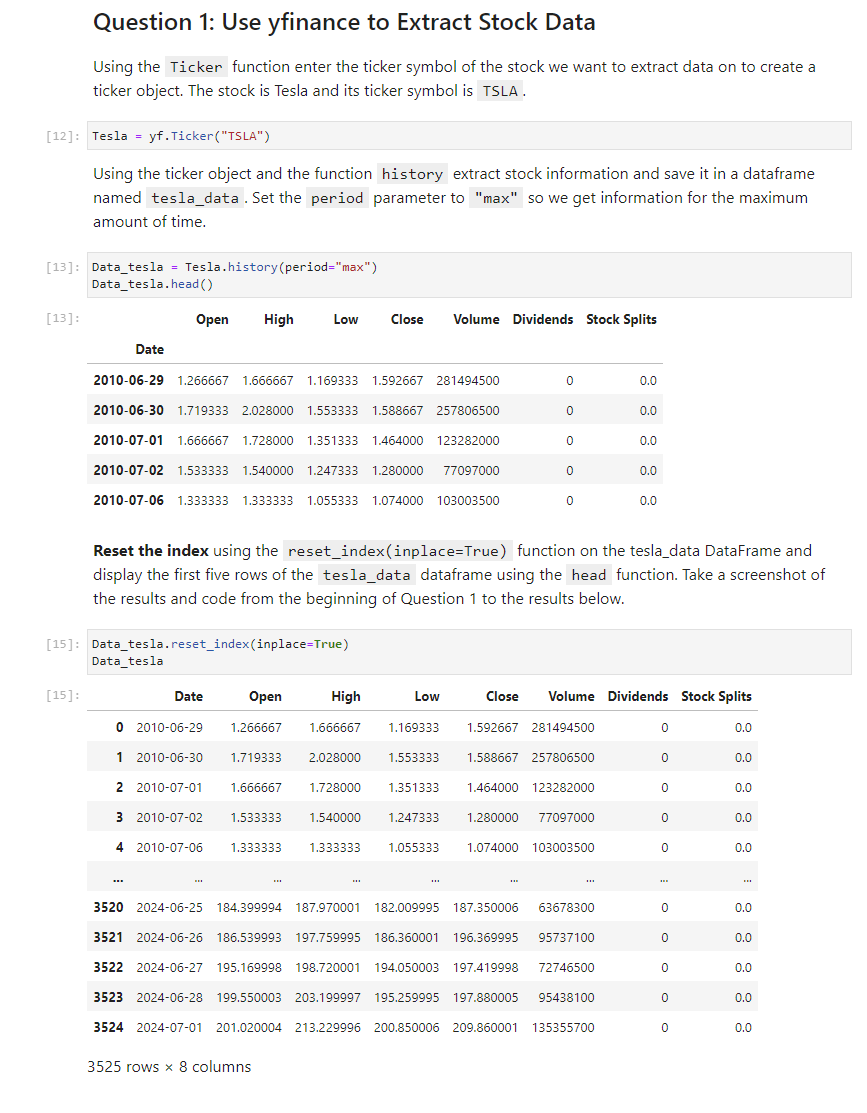 Question 1: Use yfinance to Extract Stock Data
Using the Ticker function enter the ticker symbol of the stock we want to extract data on to create a
ticker object. The stock is Tesla and its ticker symbol is TSLA.
[12]: Tesla = yf.Ticker("TSLA")
Using the ticker object and the function history extract stock information and save it in a dataframe
named tesla_data. Set the period parameter to "max" so we get information for the maximum
amount of time.
[13]: Data_tesla = Tesla.history(period="max")
Data_tesla.head()
[13]: Open High Low Close Volume Dividends Stock Splits
Date
2010-06-29 1.266667 1.666667 1.169333 1.592667 281494500 0 0.0
2010-06-30 1.719333 2.028000 1.553333 1.588667 257806500 0 0.0
2010-07-01 1.666667 1.728000 1.351333 1.464000 123282000 0 0.0
2010-07-02 1.533333 1.540000 1.247333 1.280000 77097000 0 0.0
2010-07-06 1.333333 1.333333 1.055333 1.074000 103003500 0 0.0
Reset the index using the reset_index(inplace=True) function on the tesla_data DataFrame and
display the first five rows of the tesla_data dataframe using the head function. Take a screenshot of
the results and code from the beginning of Question 1 to the results below.
[15]: Data_tesla.reset_index(inplace=True)
Data_tesla
[15]: Date Open High Low Close Volume Dividends Stock Splits
0 2010-06-29 1.266667 1.666667 1.169333 1.592667 281494500 0 0.0
1 2010-06-30 1.719333 2.028000 1.553333 1.588667 257806500 0 0.0
2 2010-07-01 1.666667 1.728000 1.351333 1.464000 123282000 0 0.0
3 2010-07-02 1.533333 1.540000 1.247333 1.280000 77097000 0 0.0
4 2010-07-06 1.333333 1.333333 1.055333 1.074000 103003500 0 0.0
... ... ... ... ... ... ... ... ...
3520 2024-06-25 184.399994 187.970001 182.009995 187.350006 63678300 0 0.0
3521 2024-06-26 186.539993 197.759995 186.360001 196.369995 95737100 0 0.0
3522 2024-06-27 195.169998 198.720001 194.050003 197.419998 72746500 0 0.0
3523 2024-06-28 199.550003 203.199997 195.259995 197.880005 95438100 0 0.0
3524 2024-07-01 201.020004 213.229996 200.850006 209.860001 135355700 0 0.0
3525 rows × 8 columns